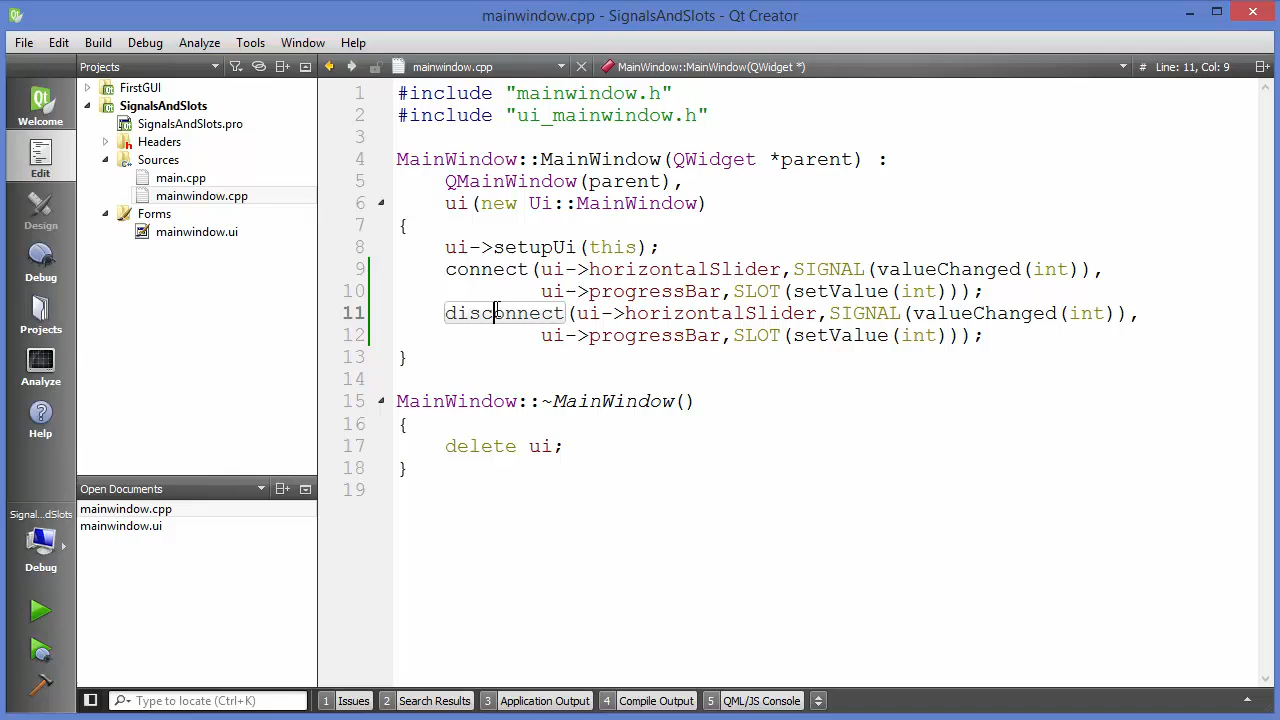 mainwindow.cpp - SignalsAndSlots - Qt Creator
File Edit Build Debug Analyze Tools Window Help
Projects
mainwindow.cpp
MainWindow::MainWindow(QWidget *)
# Line: 11, Col: 9
Welcome
Edit
Design
Debug
Projects
Analyze
Help
FirstGUI
SignalsAndSlots
SignalsAndSlots.pro
Headers
Sources
main.cpp
mainwindow.cpp
Forms
mainwindow.ui
Open Documents
mainwindow.cpp
mainwindow.ui
Signal...dSlots
Debug
1 #include "mainwindow.h"
2 #include "ui_mainwindow.h"
3
4 MainWindow::MainWindow(QWidget *parent) :
5 QMainWindow(parent),
6 ui(new Ui::MainWindow)
7 {
8 ui->setupUi(this);
9 connect(ui->horizontalSlider,SIGNAL(valueChanged(int)),
10 ui->progressBar,SLOT(setValue(int)));
11 disconnect(ui->horizontalSlider,SIGNAL(valueChanged(int)),
12 ui->progressBar,SLOT(setValue(int)));
13 }
14
15 MainWindow::~MainWindow()
16 {
17 delete ui;
18 }
19
Type to locate (Ctrl+K)
1 Issues 2 Search Results 3 Application Output 4 Compile Output 5 QML/JS Console